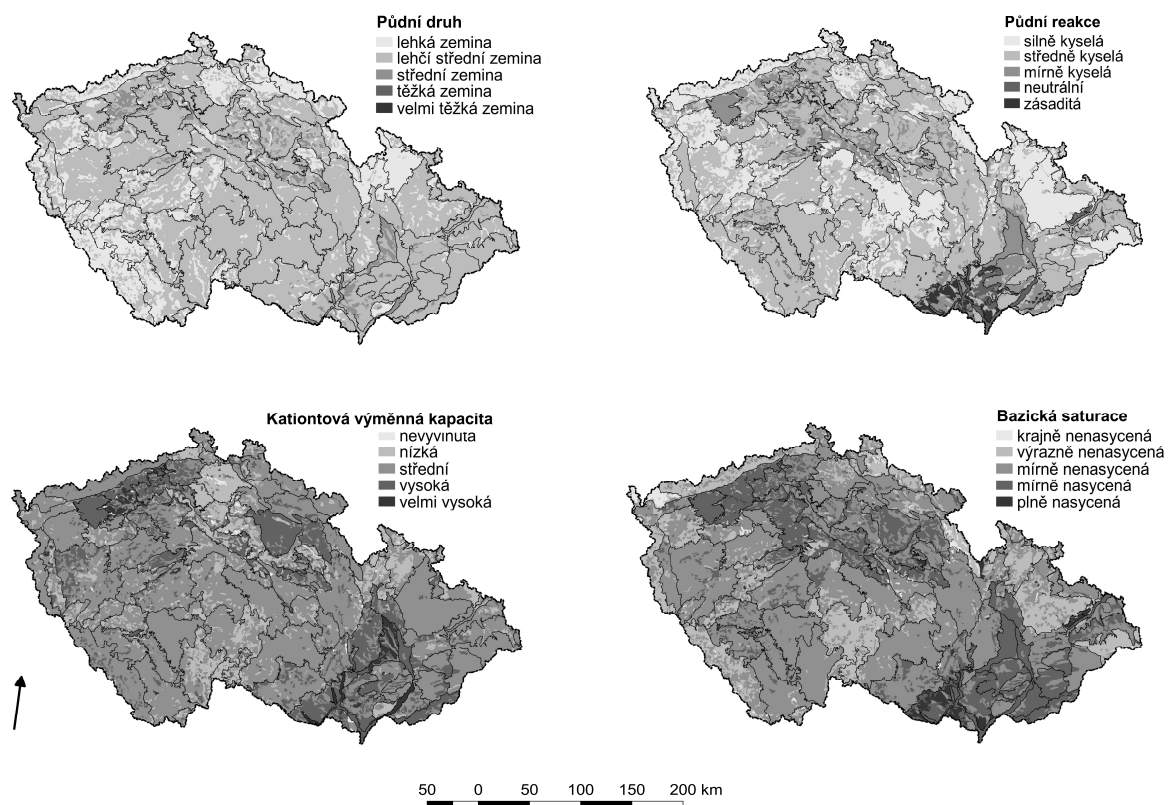 Půdní druh
lehká zemina
lehčí střední zemina
střední zemina
těžká zemina
velmi těžká zemina
Půdní reakce
silně kyselá
středně kyselá
mírně kyselá
neutrální
zásaditá
Kationtová výměnná kapacita
nevyvinutá
nízká
střední
vysoká
velmi vysoká
Bazická saturace
krajně nenasycená
výrazně nenasycená
mírně nenasycená
mírně nasycená
plně nasycená
50 0 50 100 150 200 km